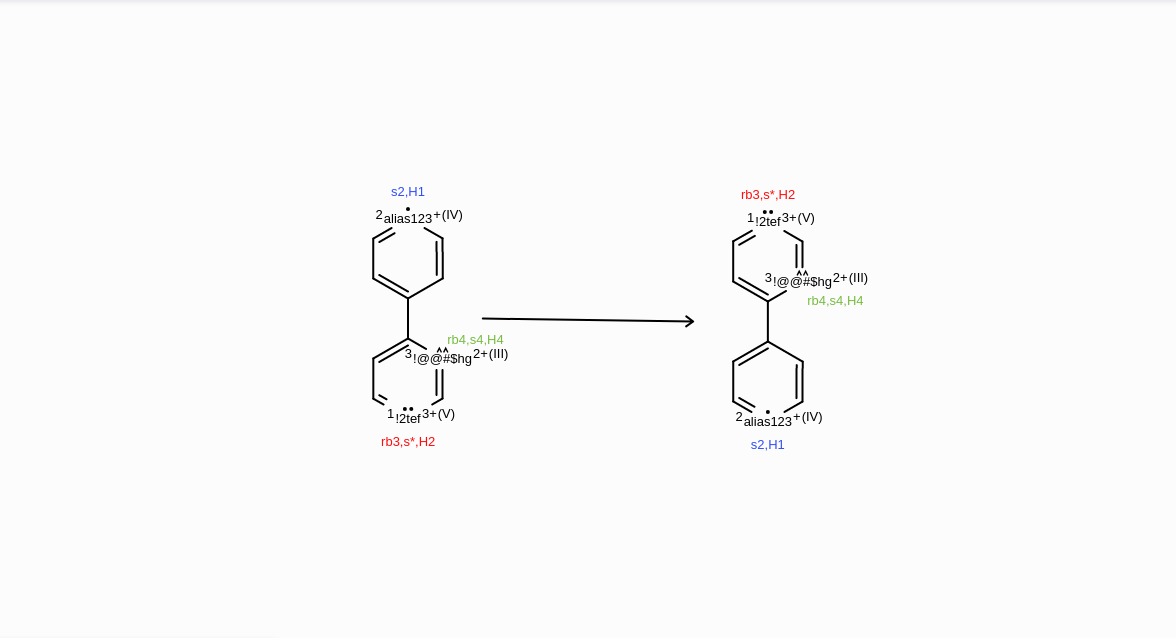 s2,H1
2alias123+(IV)
rb4,s4,H4
3!@@#$hg2+(III)
1!2tef3+(V)
rb3,s*,H2
rb3,s*,H2
1!2tef3+(V)
3!@@#$hg2+(III)
rb4,s4,H4
2alias123+(IV)
s2,H1